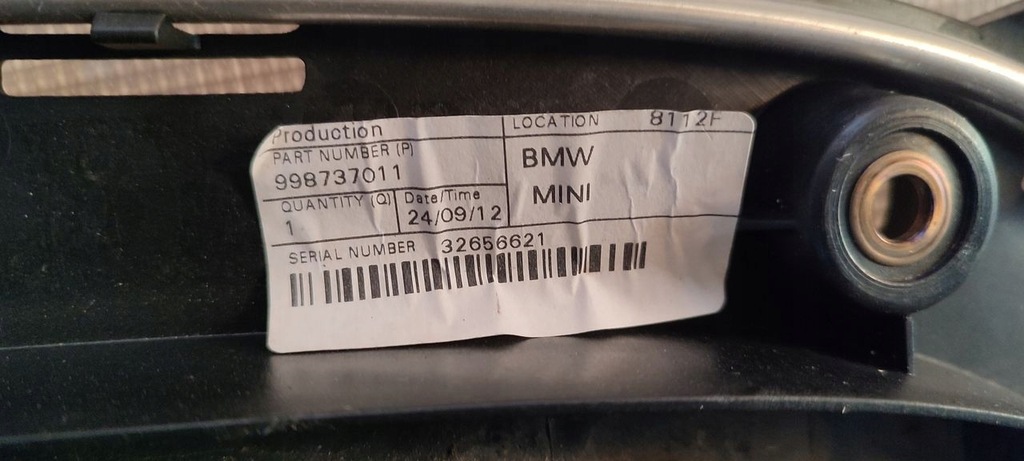 Production
PART NUMBER (P)
998737011
QUANTITY (Q)
1
Date/Time
24/09/12
LOCATION 8112F
BMW
MINI
SERIAL NUMBER 32656621